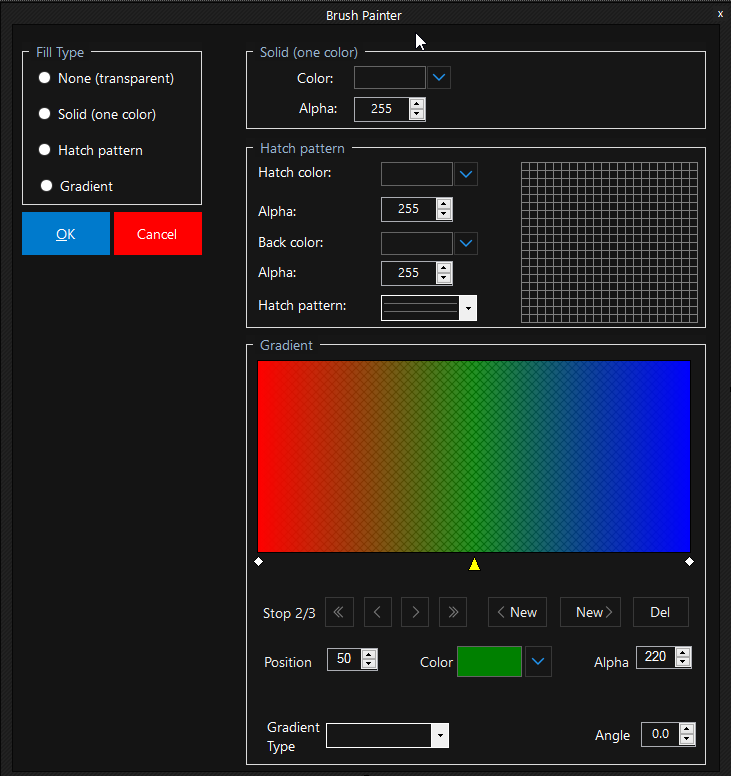 Brush Painter
x
Fill Type
None (transparent)
Solid (one color)
Hatch pattern
Gradient
OK
Cancel
Solid (one color)
Color:
Alpha: 255
Hatch pattern
Hatch color:
Alpha: 255
Back color:
Alpha: 255
Hatch pattern:
Gradient
Stop 2/3
New
New
Del
Position 50
Color
Alpha 220
Gradient
Type
Angle 0.0